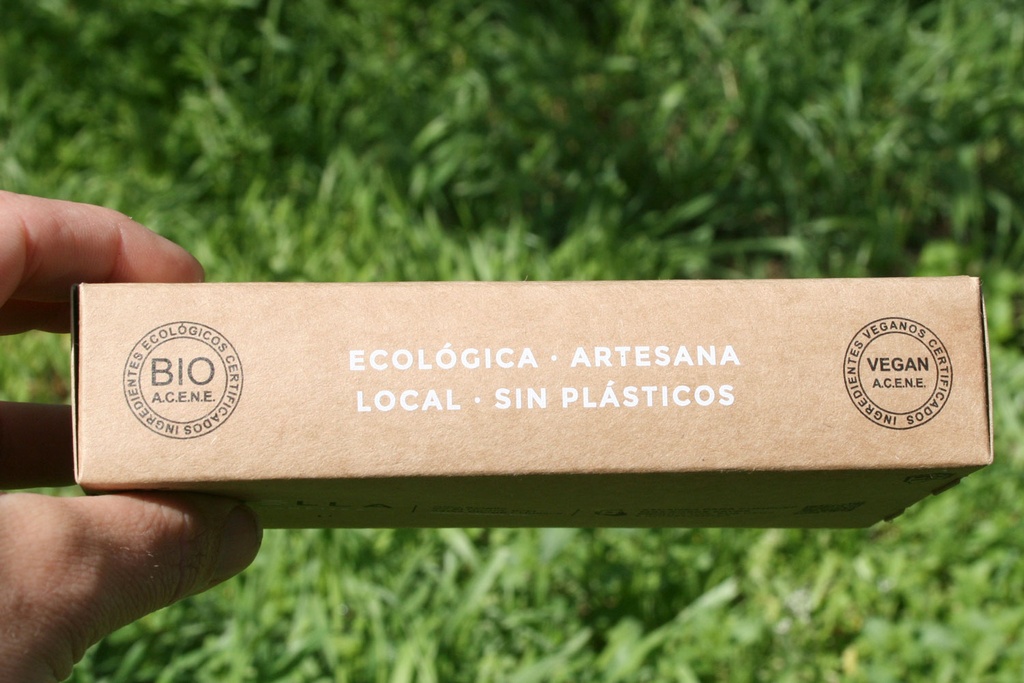 INGREDIENTES ECOLÓGICOS CERTIFICADOS
BIO
A.C.E.N.E.
ECOLÓGICA · ARTESANA
LOCAL · SIN PLÁSTICOS
INGREDIENTES VEGANOS CERTIFICADOS
VEGAN
A.C.E.N.E.